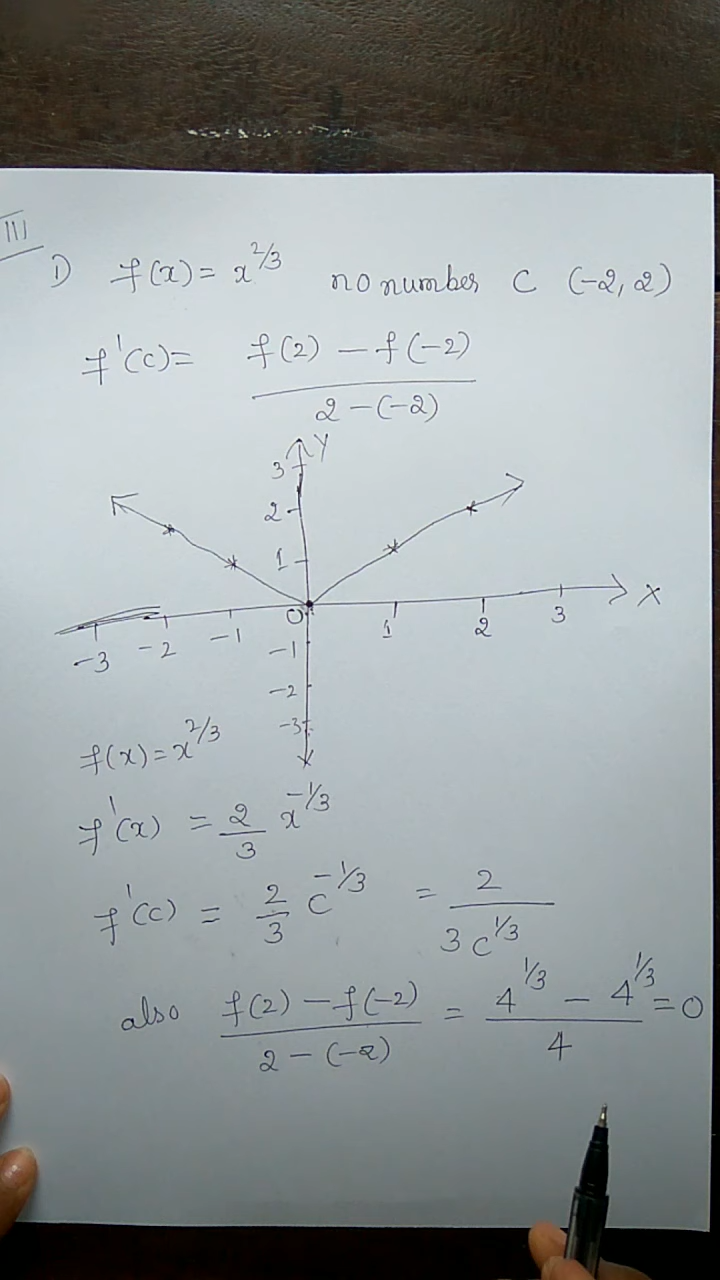 III
1) f(x) = x^2/3 no number c (-2, 2)
f'(c) = f(2) - f(-2) / 2 - (-2)
Y
3
2
1
0
-3 -2 -1 1 2 3 X
-1
-2
-3
f(x) = x^2/3
f'(x) = 2/3 x^-1/3
f'(c) = 2/3 c^-1/3 = 2 / 3 c^1/3
also f(2) - f(-2) / 2 - (-2) = 4^1/3 - 4^1/3 / 4 = 0